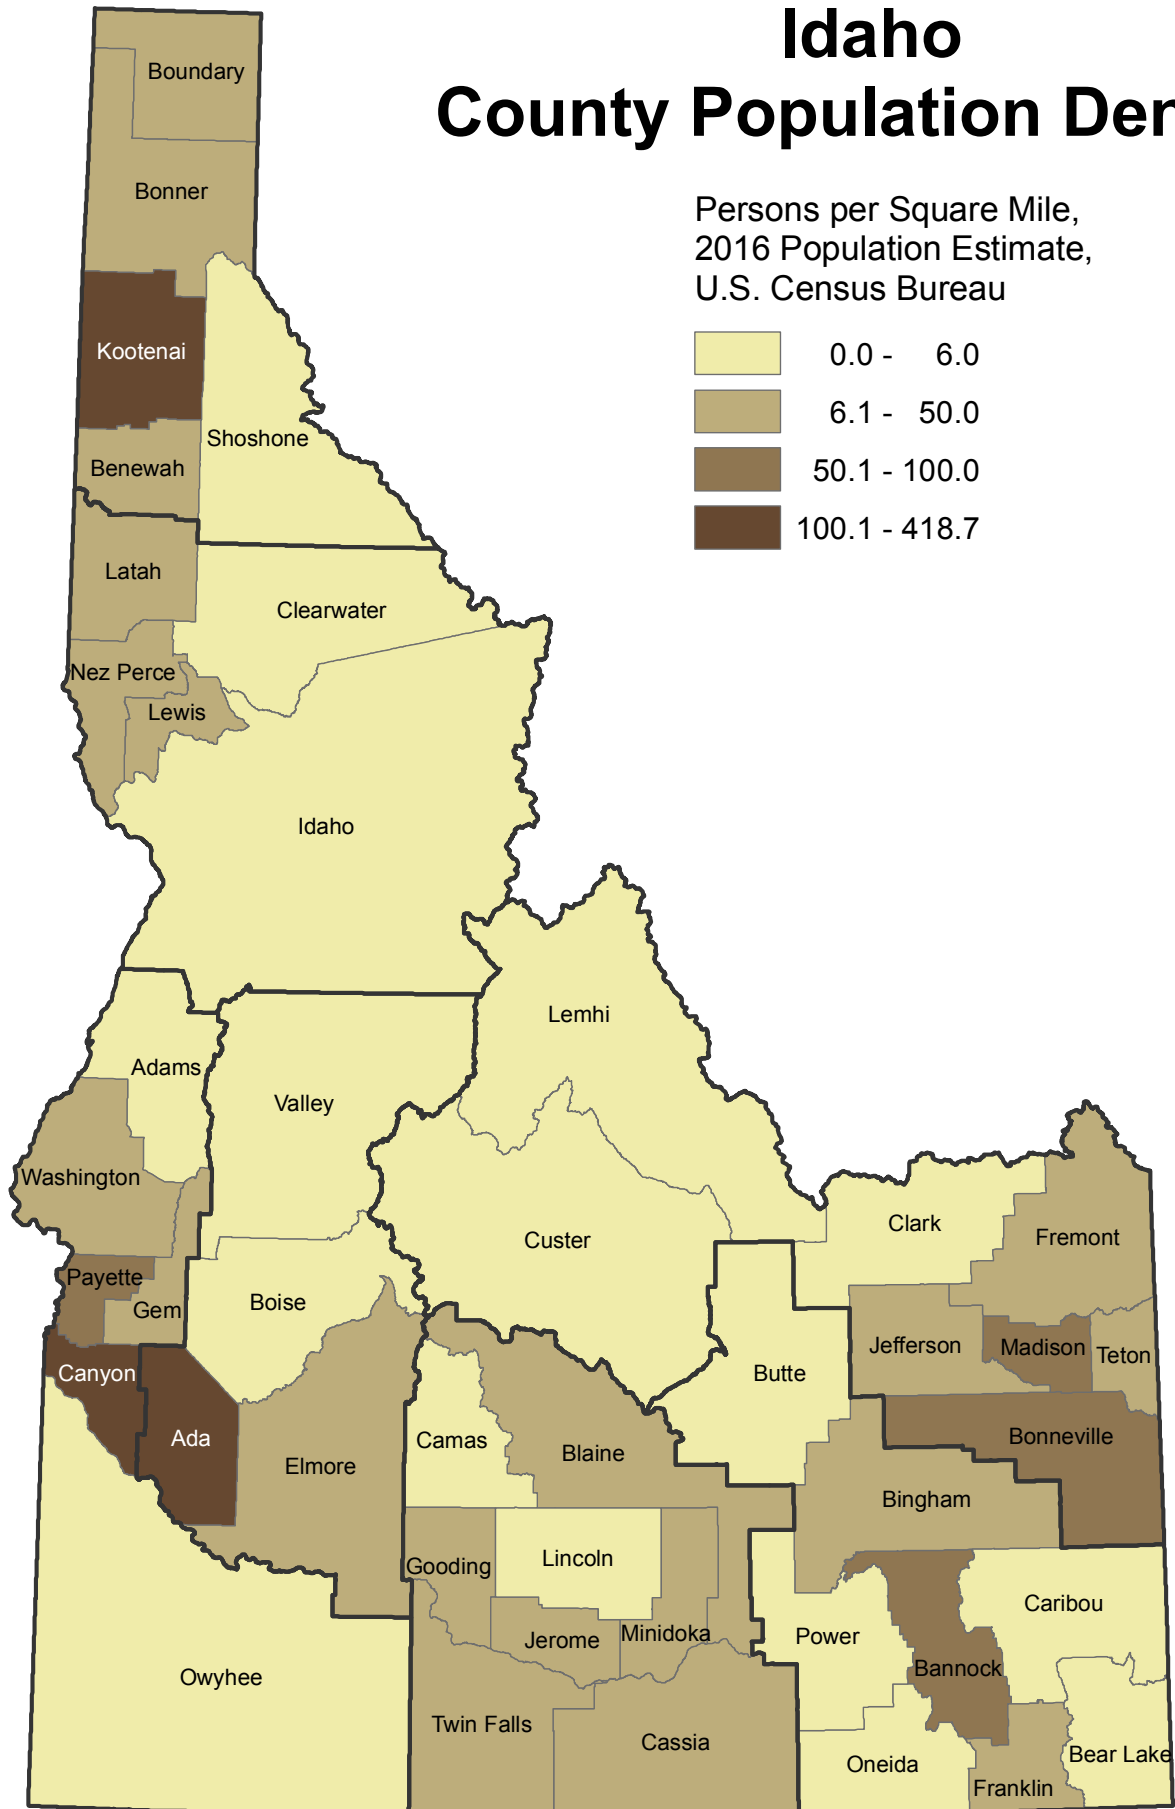 Idaho
County Population Den
Persons per Square Mile,
2016 Population Estimate,
U.S. Census Bureau
0.0 - 6.0
6.1 - 50.0
50.1 - 100.0
100.1 - 418.7
Boundary
Bonner
Kootenai
Shoshone
Benewah
Latah
Clearwater
Nez Perce
Lewis
Idaho
Lemhi
Adams
Valley
Washington
Custer
Clark
Fremont
Payette
Gem
Boise
Jefferson
Madison
Teton
Canyon
Butte
Ada
Camas
Blaine
Bonneville
Elmore
Bingham
Gooding
Lincoln
Caribou
Jerome
Minidoka
Power
Bannock
Owyhee
Twin Falls
Cassia
Oneida
Bear Lake
Franklin